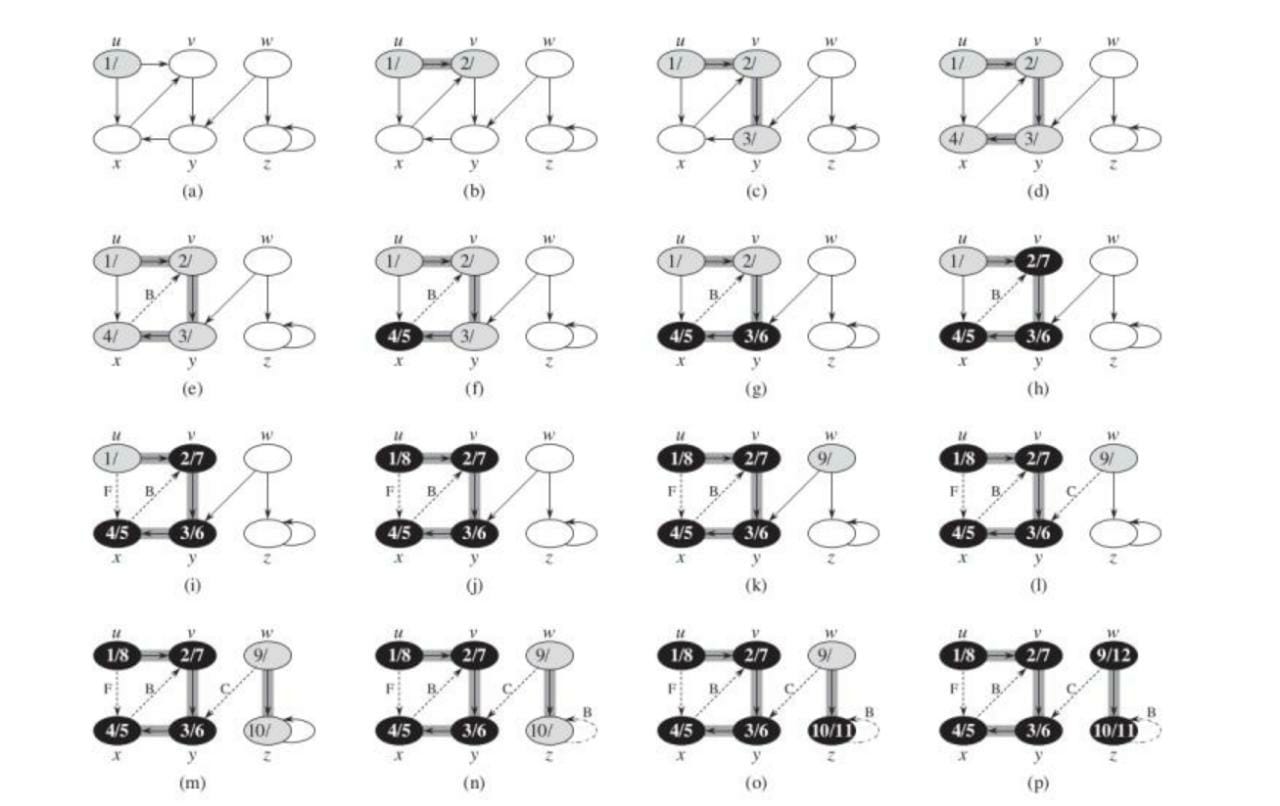 u v w u v w u v w u v w
1/ 1/ 2/ 1/ 2/ 1/ 2/
3/ 4/ 3/
x y z x y z x y z x y z
(a) (b) (c) (d)
u v w u v w u v w u v w
1/ 2/ 1/ 2/ 1/ 2/ 1/ 2/7
B B B B
4/ 3/ 4/5 3/ 4/5 3/6 4/5 3/6
x y z x y z x y z x y z
(e) (f) (g) (h)
u v w u v w u v w u v w
1/ 2/7 1/8 2/7 1/8 2/7 9/ 1/8 2/7 9/
F B F B F B F B C
4/5 3/6 4/5 3/6 4/5 3/6 4/5 3/6
x y z x y z x y z x y z
(i) (j) (k) (l)
u v w u v w u v w u v w
1/8 2/7 9/ 1/8 2/7 9/ 1/8 2/7 9/ 1/8 2/7 9/12
F B C F B C B F B C B F B C B
4/5 3/6 10/ 4/5 3/6 10/ 4/5 3/6 10/11 4/5 3/6 10/11
x y z x y z x y z x y z
(m) (n) (o) (p)